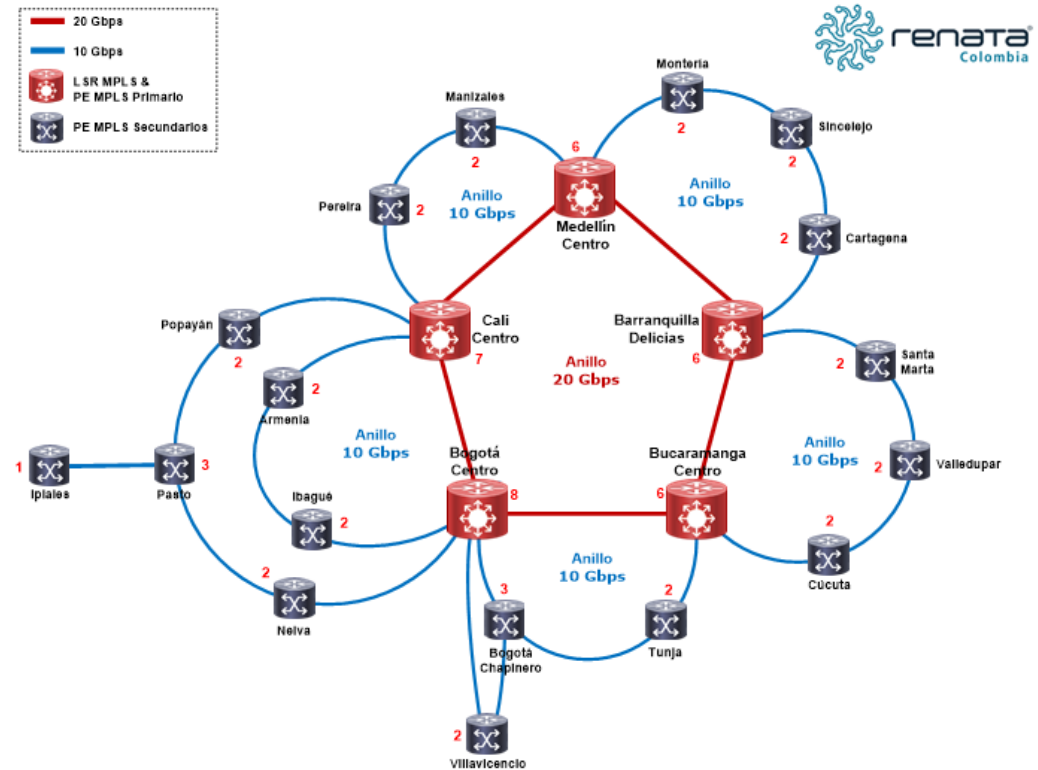 20 Gbps
10 Gbps
LSR MPLS &
PE MPLS Primario
PE MPLS Secundarios
renata
Colombia
Montería
2
Manizales
2
Sincelejo
2
6
Medellín
Centro
Anillo
10 Gbps
Anillo
10 Gbps
Pereira
2
2
Cartagena
Popayán
2
Cali
Centro
7
Barranquilla
Delicias
6
Anillo
20 Gbps
2
Santa
Marta
2
Armenia
Anillo
10 Gbps
Anillo
10 Gbps
1
Ipiales
3
Pasto
Bogotá
Centro
8
Bucaramanga
Centro
6
2
Valledupar
Ibagué
2
2
Cúcuta
2
Neiva
Anillo
10 Gbps
3
Bogotá
Chapinero
2
Tunja
2
Villavicencio